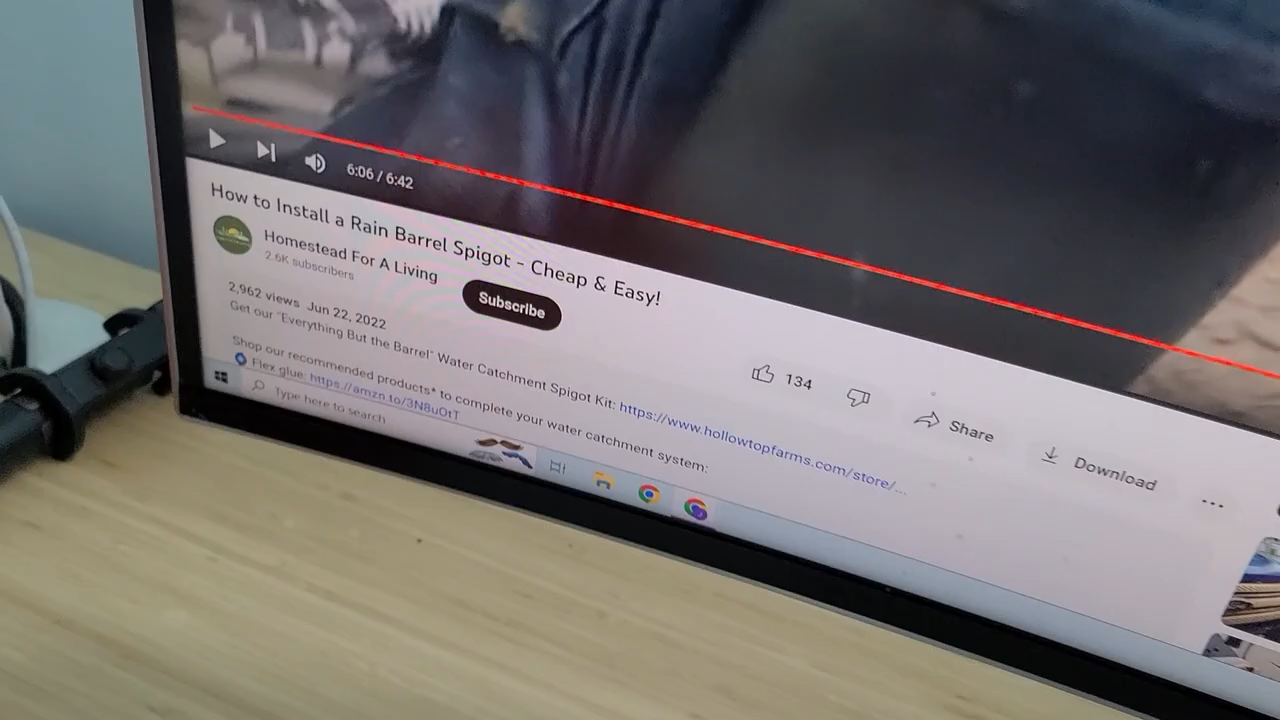 6:06 / 6:42
How to Install a Rain Barrel Spigot - Cheap & Easy!
Homestead For A Living
2.6K subscribers
Subscribe
134
Share
Download
...
2,962 views Jun 22, 2022
Get our "Everything But the Barrel" Water Catchment Spigot Kit: https://www.hollowtopfarms.com/store/...
Shop our recommended products* to complete your water catchment system:
Flex glue: https://amzn.to/3N8uOtT
Type here to search